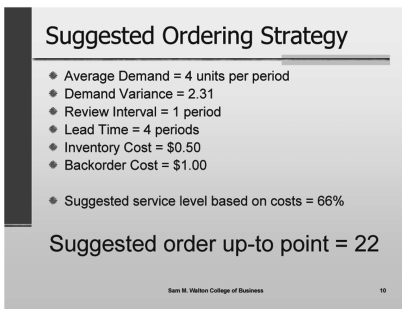 Suggested Ordering Strategy
Average Demand = 4 units per period
Demand Variance = 2.31
Review Interval = 1 period
Lead Time = 4 periods
Inventory Cost = $0.50
Backorder Cost = $1.00
Suggested service level based on costs = 66%
Suggested order up-to point = 22
Sam M. Walton College of Business
10